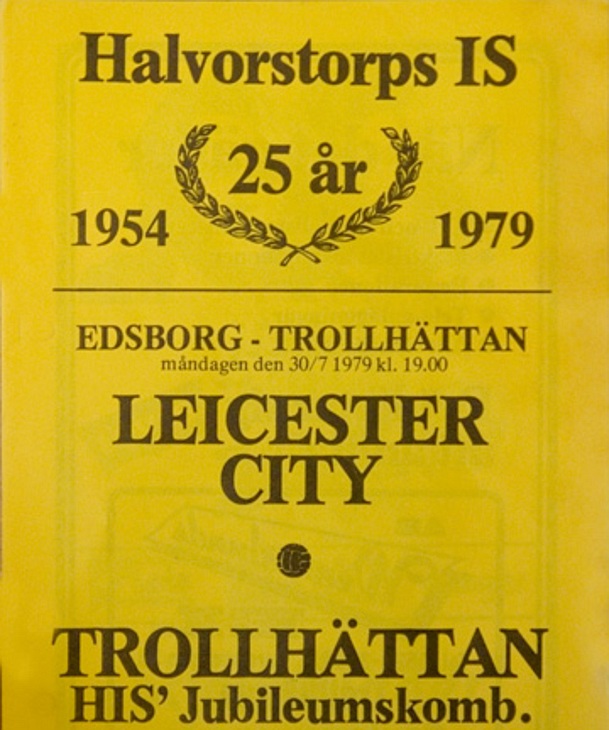 Halvorstorps IS
25 år
1954 1979
EDSBORG - TROLLHÄTTAN
måndagen den 30/7 1979 kl. 19.00
LEICESTER
CITY
TROLLHÄTTAN
HIS’ Jubileumskomb.